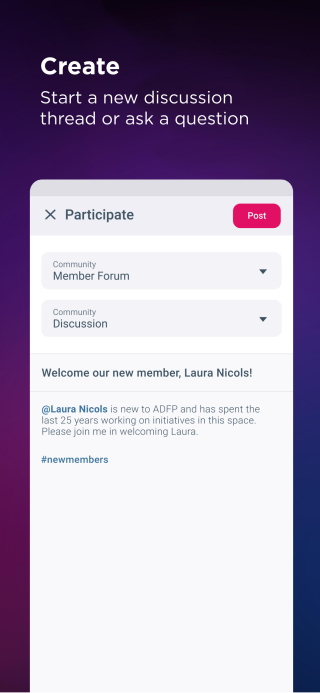 Create
Start a new discussion
thread or ask a question
Participate
Post
Community
Member Forum
Community
Discussion
Welcome our new member, Laura Nicols!
@Laura Nicols is new to ADFP and has spent the
last 25 years working on initiatives in this space.
Please join me in welcoming Laura.
#newmembers